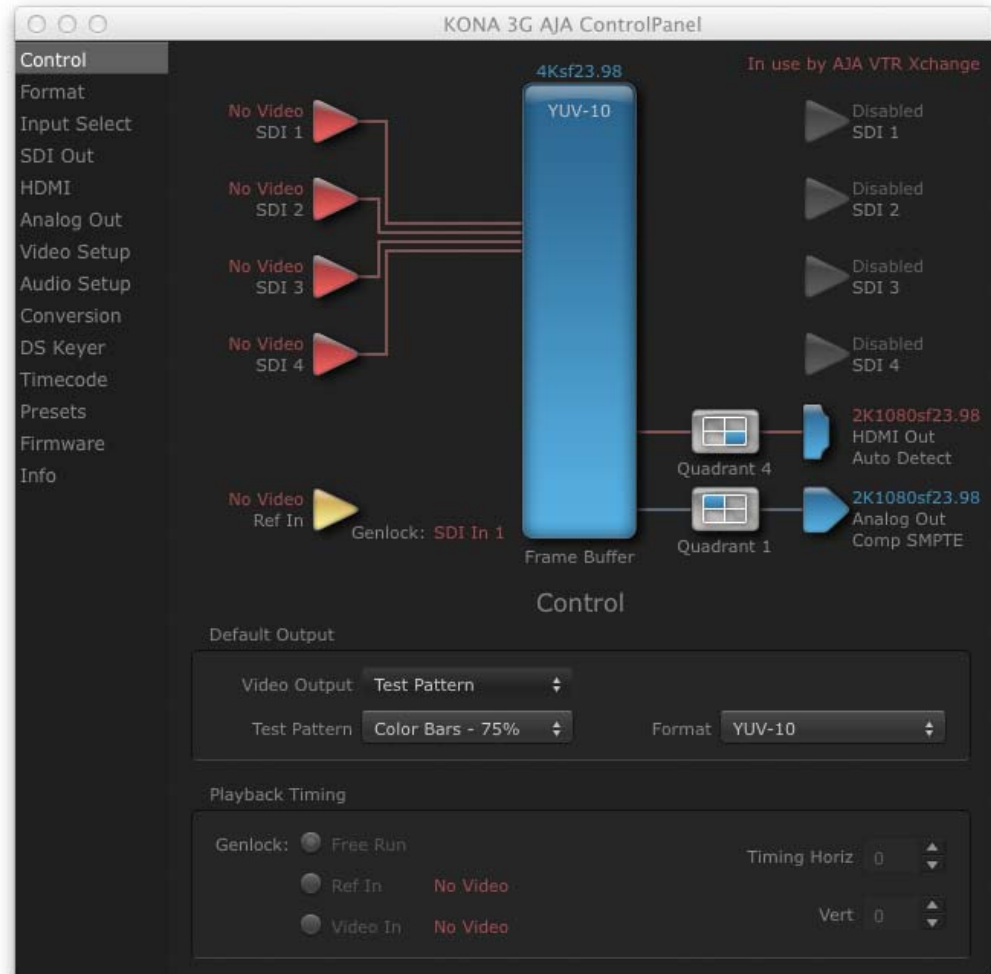 KONA 3G AJA ControlPanel
Control
Format
Input Select
SDI Out
HDMI
Analog Out
Video Setup
Audio Setup
Conversion
DS Keyer
Timecode
Presets
Firmware
Info
4Ksf23.98
In use by AJA VTR Xchange
YUV-10
No Video
SDI 1
No Video
SDI 2
No Video
SDI 3
No Video
SDI 4
Disabled
SDI 1
Disabled
SDI 2
Disabled
SDI 3
Disabled
SDI 4
Quadrant 4
2K1080sf23.98
HDMI Out
Auto Detect
No Video
Ref In
Genlock: SDI In 1
Frame Buffer
Quadrant 1
2K1080sf23.98
Analog Out
Comp SMPTE
Control
Default Output
Video Output Test Pattern
Test Pattern Color Bars - 75% Format YUV-10
Playback Timing
Genlock: Free Run
Timing Horiz 0
Ref In No Video
Vert 0
Video In No Video